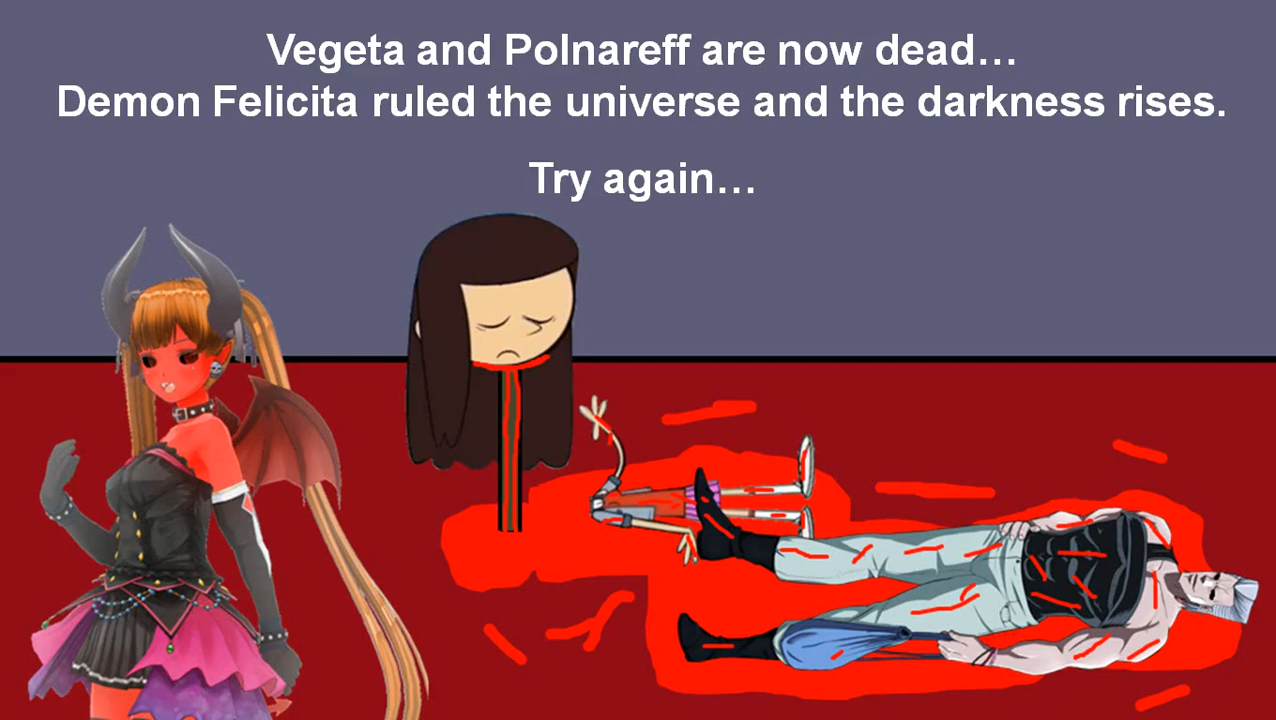 Vegeta and Polnareff are now dead…
Demon Felicita ruled the universe and the darkness rises.
Try again…